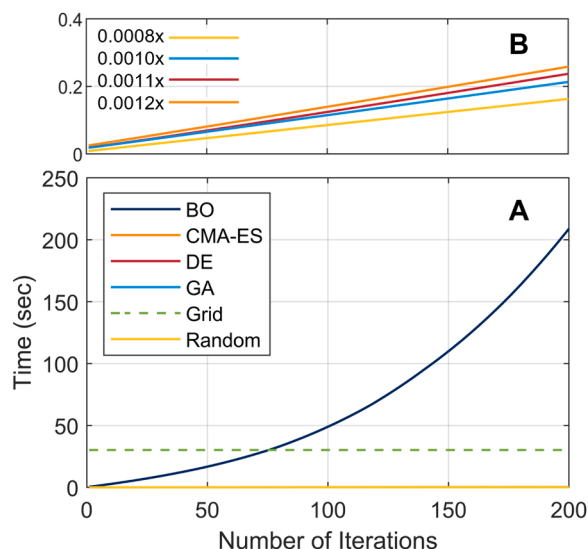 0.4
0.2
0
0.0008x
0.0010x
0.0011x
0.0012x
B
250
200
150
100
50
0
A
BO
CMA-ES
DE
GA
Grid
Random
Time (sec)
0 50 100 150 200
Number of Iterations